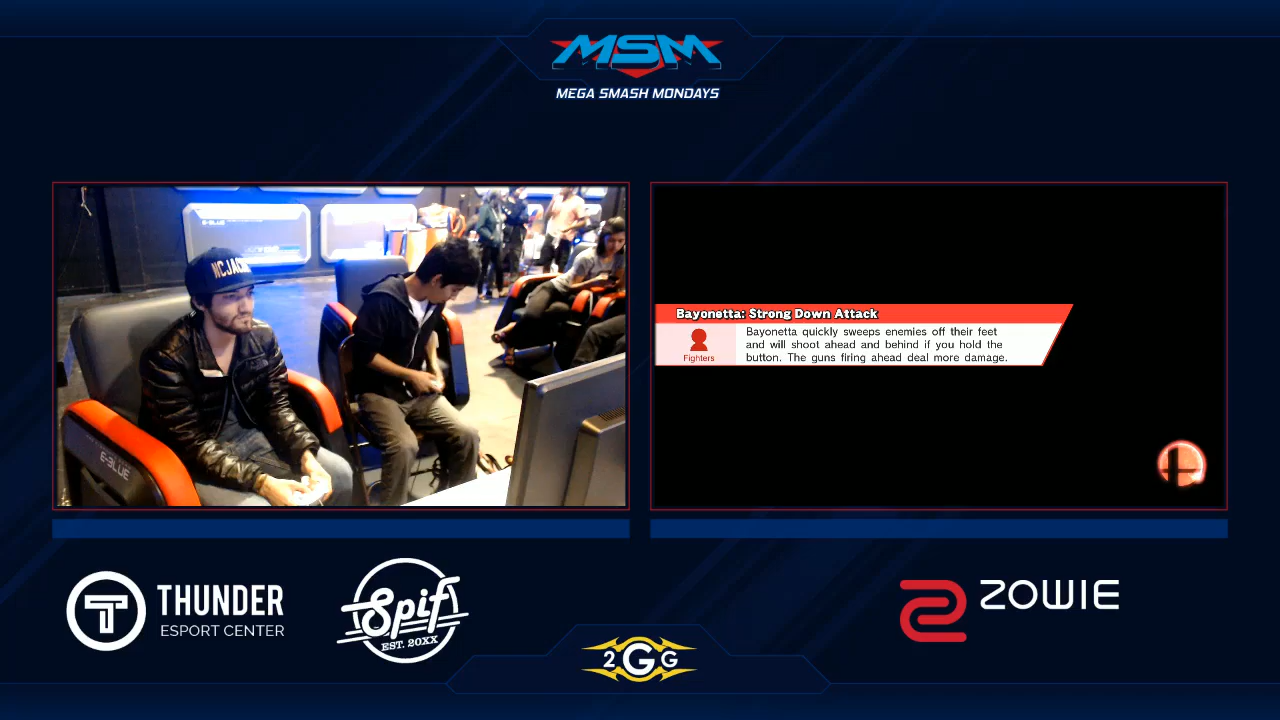 MSM
MEGA SMASH MONDAYS
E-BLUE
NCJAC
E-BLUE
Bayonetta: Strong Down Attack
Fighters
Bayonetta quickly sweeps enemies off their feet
and will shoot ahead and behind if you hold the
button. The guns firing ahead deal more damage.
T THUNDER
ESPORT CENTER
Spif
EST. 20XX
2GG
ZOWIE